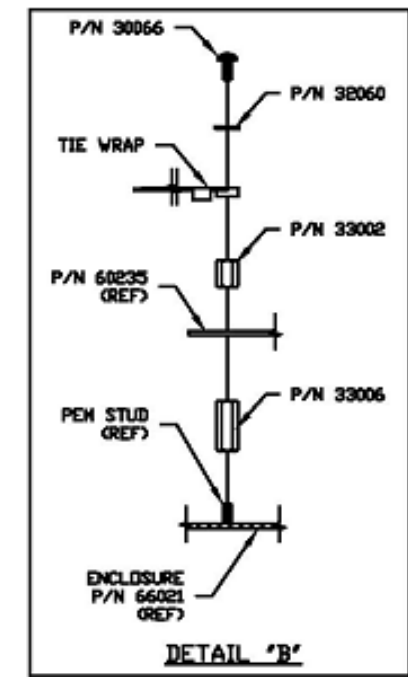 P/N 30066
P/N 32060
TIE WRAP
P/N 33002
P/N 60235
(REF)
P/N 33006
PEM STUD
(REF)
ENCLOSURE
P/N 66021
(REF)
DETAIL "B"